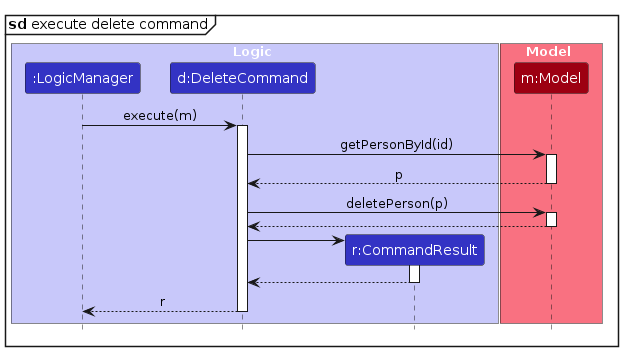 sd execute delete command
Logic
Model
:LogicManager
d:DeleteCommand
m:Model
execute(m)
getPersonById(id)
p
deletePerson(p)
r:CommandResult
r